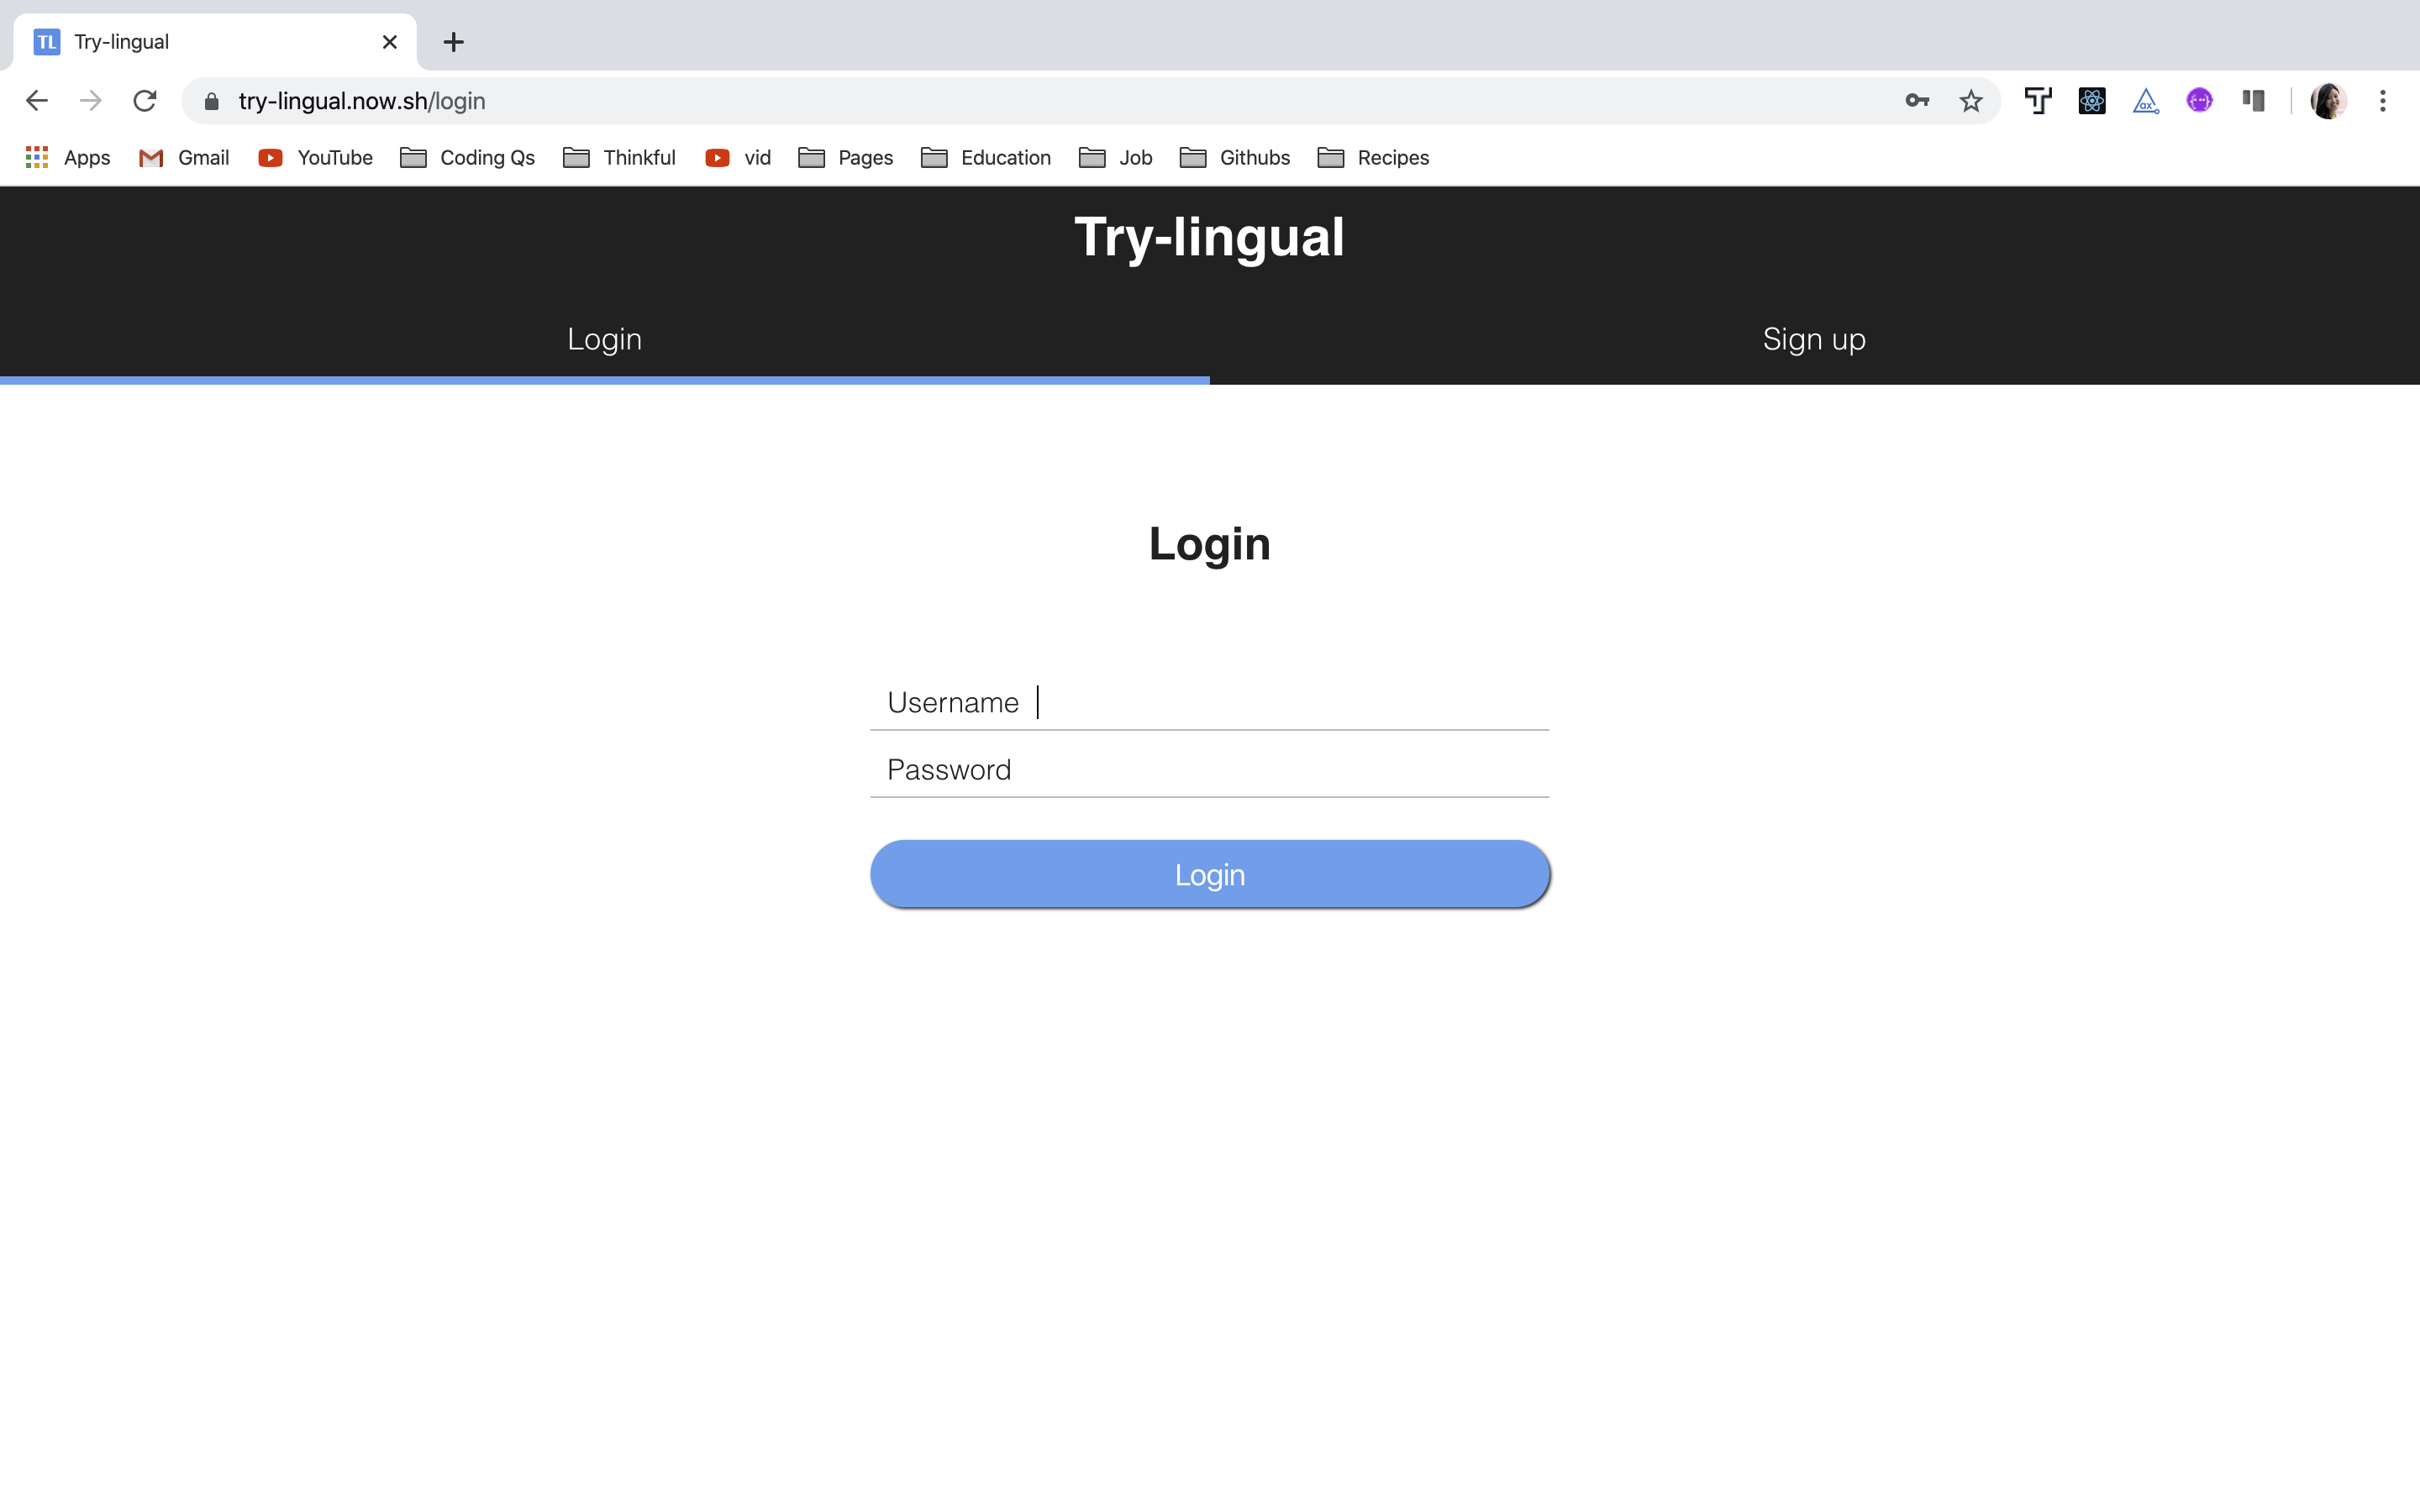 TL Try-lingual
try-lingual.now.sh/login
Apps Gmail YouTube Coding Qs Thinkful vid Pages Education Job Githubs Recipes
Try-lingual
Login Sign up
Login
Username
Password
Login